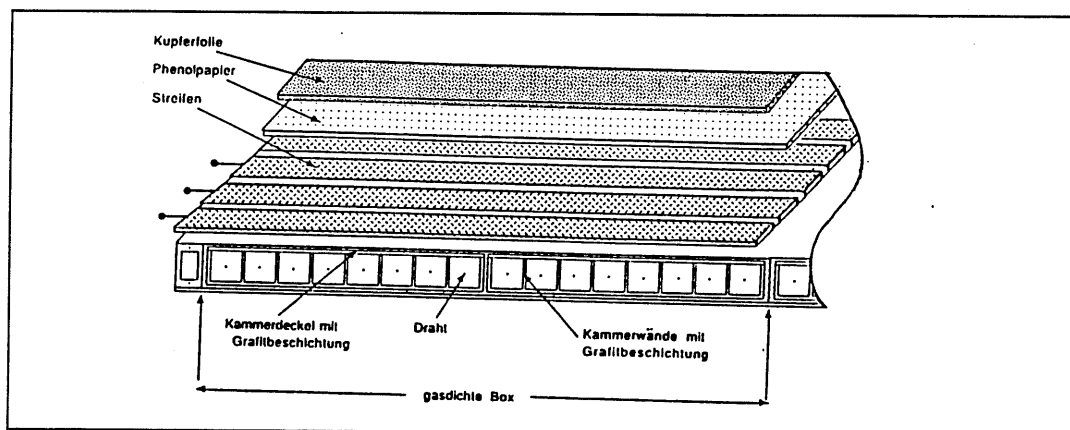 Kupferfolie
Phenolpapier
Streifen
Kammerdeckel mit
Grafitbeschichtung
Draht
Kammerwände mit
Grafitbeschichtung
gasdichte Box